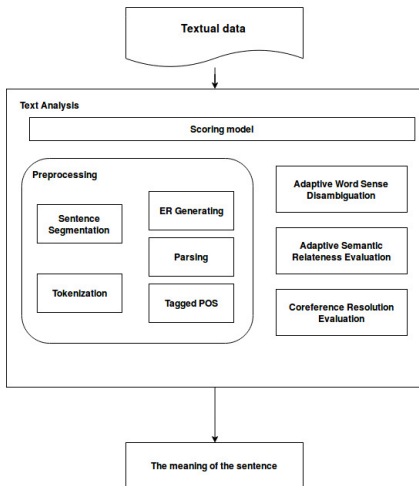 Textual data
Text Analysis
Scoring model
Preprocessing
Sentence
Segmentation
Tokenization
ER Generating
Parsing
Tagged POS
Adaptive Word Sense
Disambiguation
Adaptive Semantic
Relateness Evaluation
Coreference Resolution
Evaluation
The meaning of the sentence